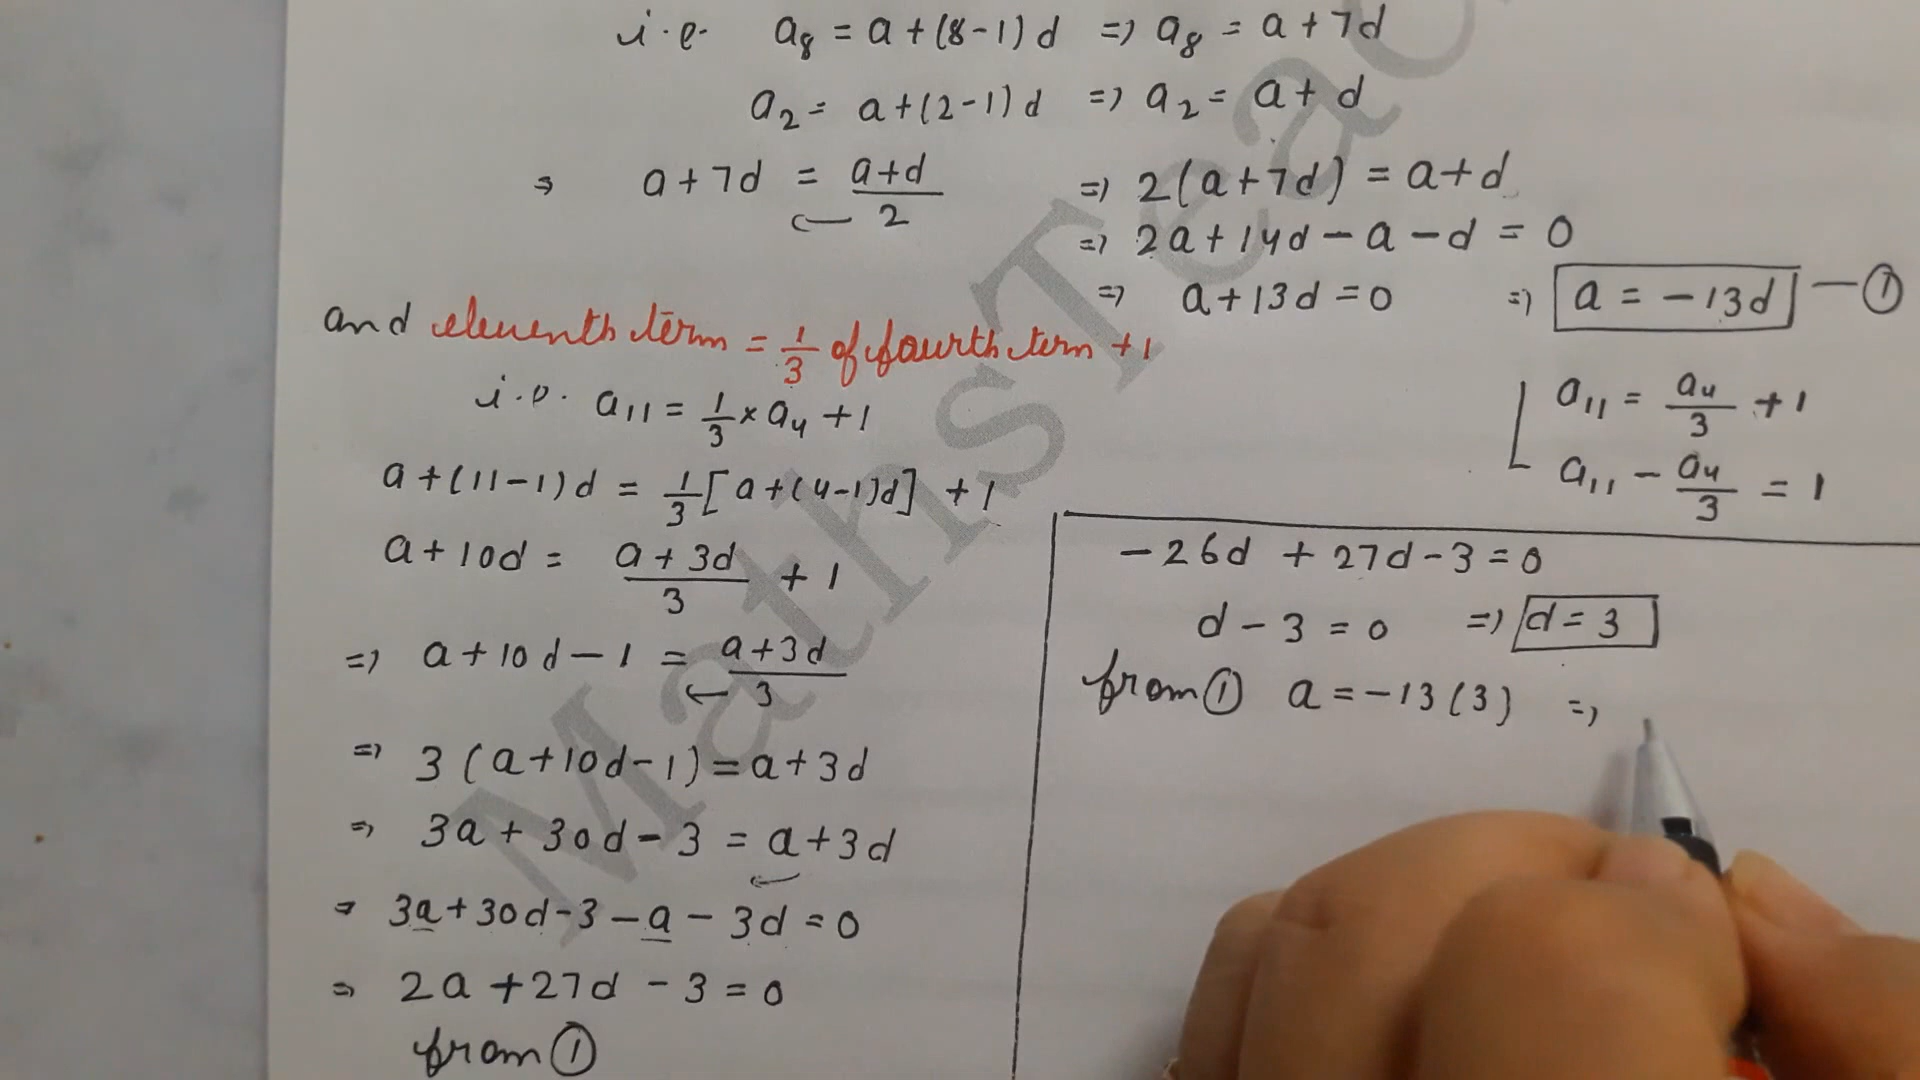 i.e. a₈ = a+(8-1)d => a₈ = a+7d
a₂ = a+(2-1)d => a₂ = a+d
⇒ a+7d = (a+d)/2 => 2(a+7d) = a+d
=> 2a+14d-a-d = 0
=> a+13d=0 => a = -13d —①
and eleventh term = 1/3 of fourth term +1
i.e. a₁₁ = 1/3 × a₄ +1
a+(11-1)d = 1/3[a+(4-1)d] +1
a+10d = (a+3d)/3 + 1
=> a+10d-1 = (a+3d)/3
=> 3(a+10d-1)=a+3d
=> 3a+30d-3 = a+3d
⇒ 3a+30d-3-a-3d=0
⇒ 2a+27d-3=0
from ①
a₁₁ = a₄/3 +1
a₁₁ - a₄/3 = 1
-26d + 27d-3=0
d-3=0 => d=3
from ① a=-13(3) =>
MathsTeac